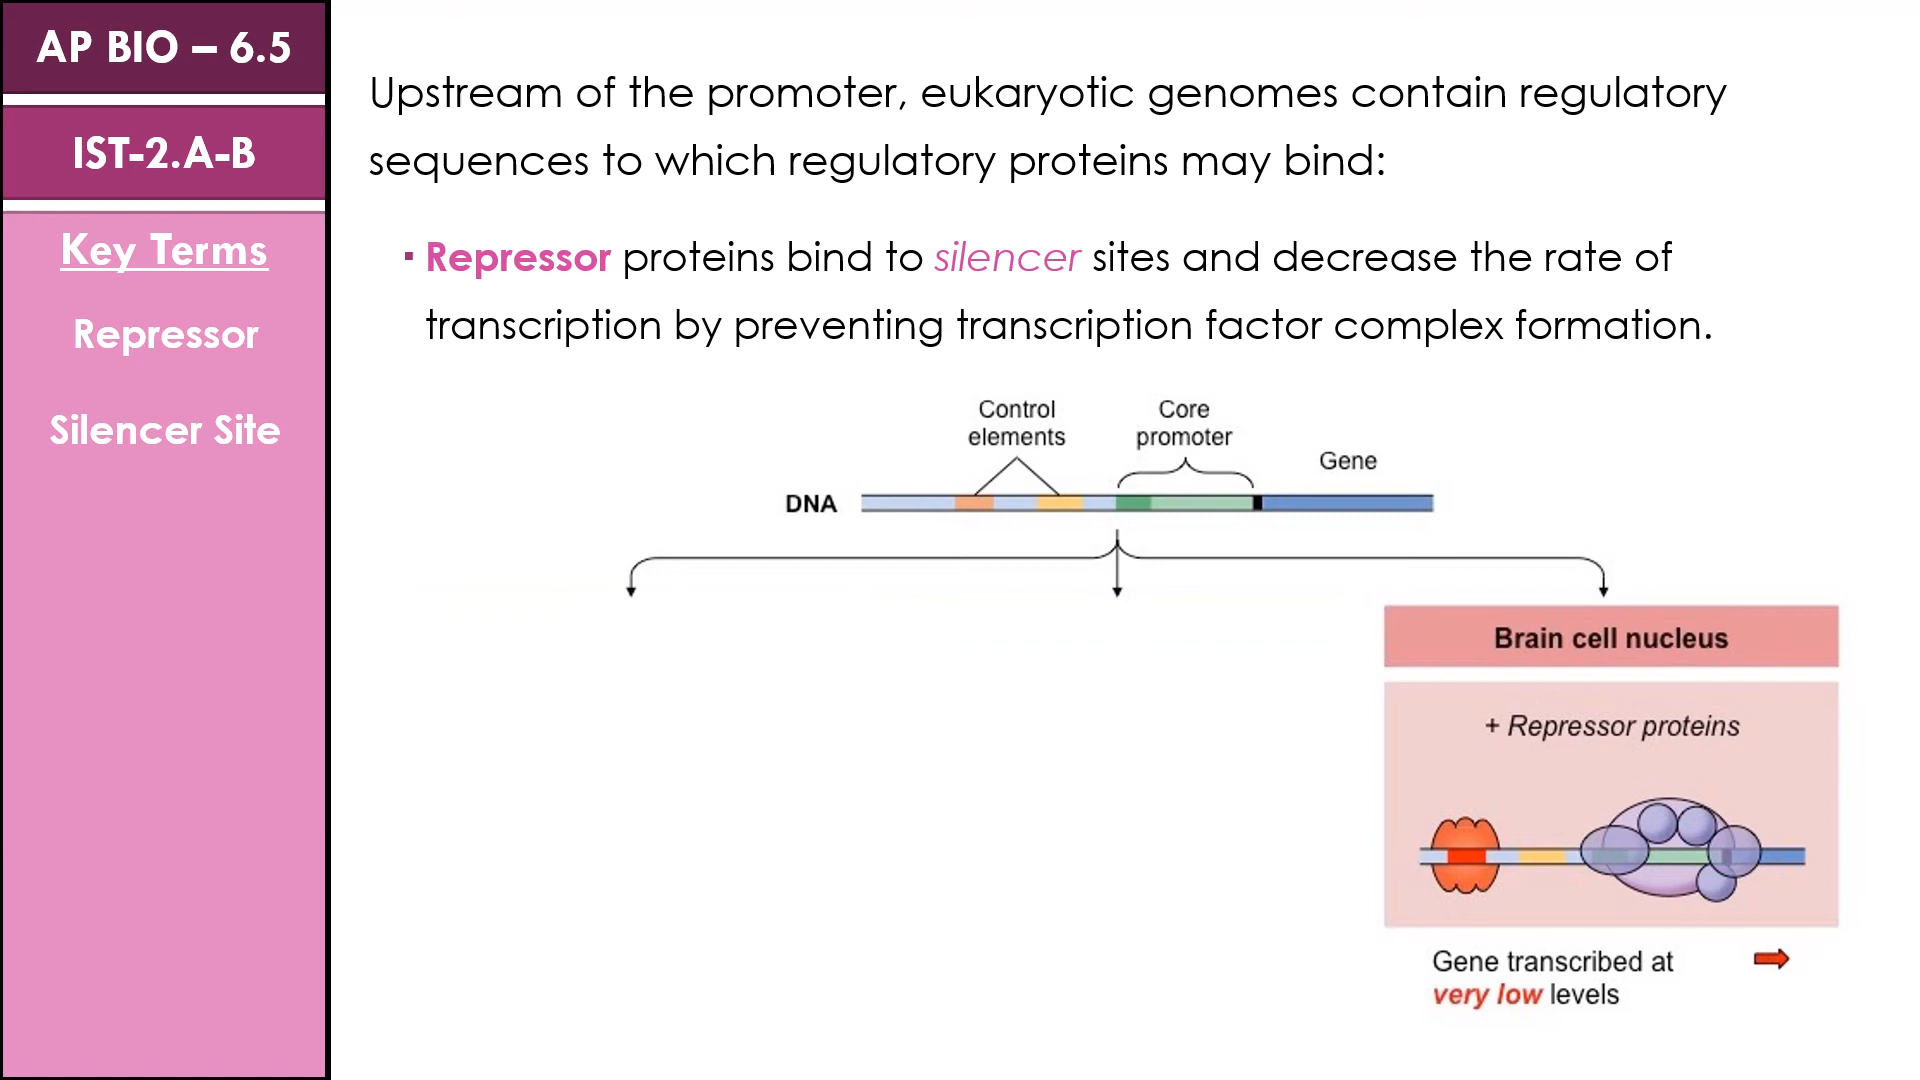 AP BIO – 6.5
IST-2.A-B
Key Terms
Repressor
Silencer Site
Upstream of the promoter, eukaryotic genomes contain regulatory
sequences to which regulatory proteins may bind:
▪ Repressor proteins bind to silencer sites and decrease the rate of
transcription by preventing transcription factor complex formation.
Control
elements
Core
promoter
Gene
DNA
Brain cell nucleus
+ Repressor proteins
Gene transcribed at
very low levels